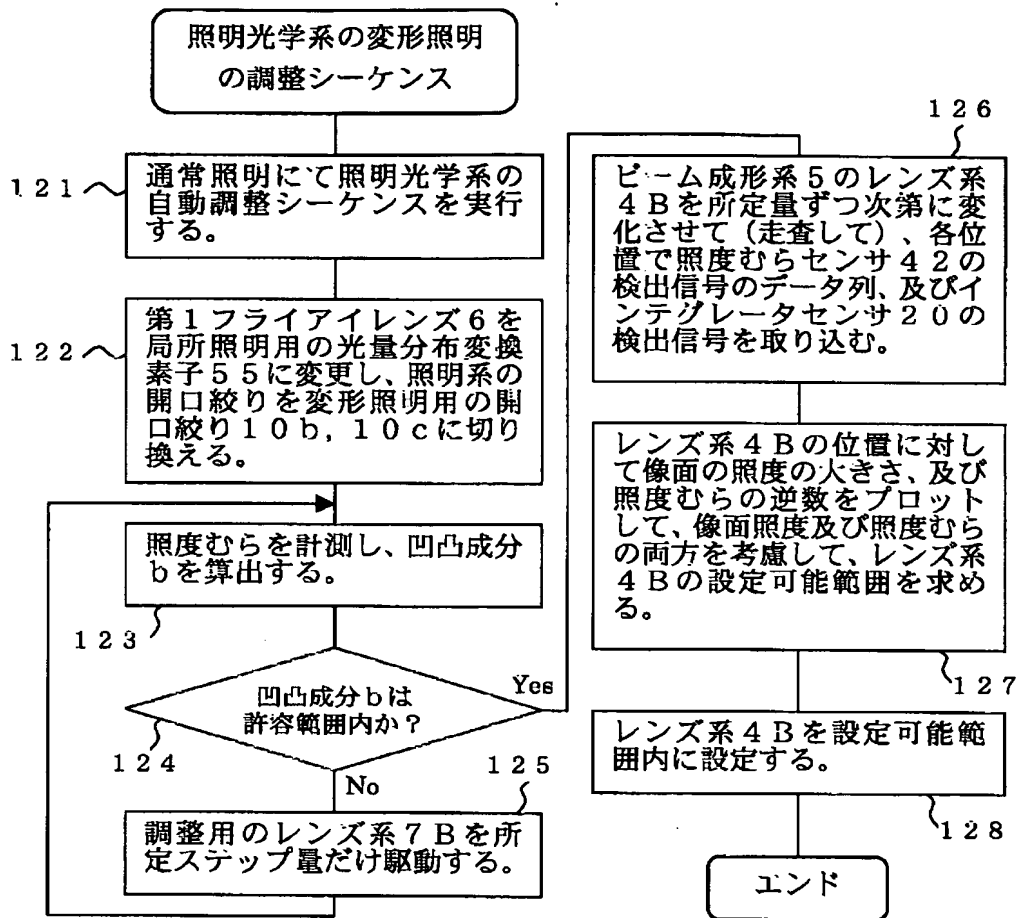 照明光学系の変形照明
の調整シーケンス
121
通常照明にて照明光学系の
自動調整シーケンスを実行
する。
122
第1フライアイレンズ6を
局所照明用の光量分布変換
素子55に変更し、照明系の
開口絞りを変形照明用の開
口絞り10b,10cに切り
換える。
照度むらを計測し、凹凸成分
bを算出する。
123
凹凸成分bは
許容範囲内か?
Yes
124
No
125
調整用のレンズ系7Bを所
定ステップ量だけ駆動する。
126
ビーム成形系5のレンズ系
4Bを所定量ずつ次第に変
化させて(走査して)、各位
置で照度むらセンサ42の
検出信号のデータ列、及びイ
ンテグレータセンサ20の
検出信号を取り込む。
レンズ系4Bの位置に対し
て像面の照度の大きさ、及び
照度むらの逆数をプロット
して、像面照度及び照度むら
の両方を考慮して、レンズ系
4Bの設定可能範囲を求め
る。
127
レンズ系4Bを設定可能範
囲内に設定する。
128
エンド